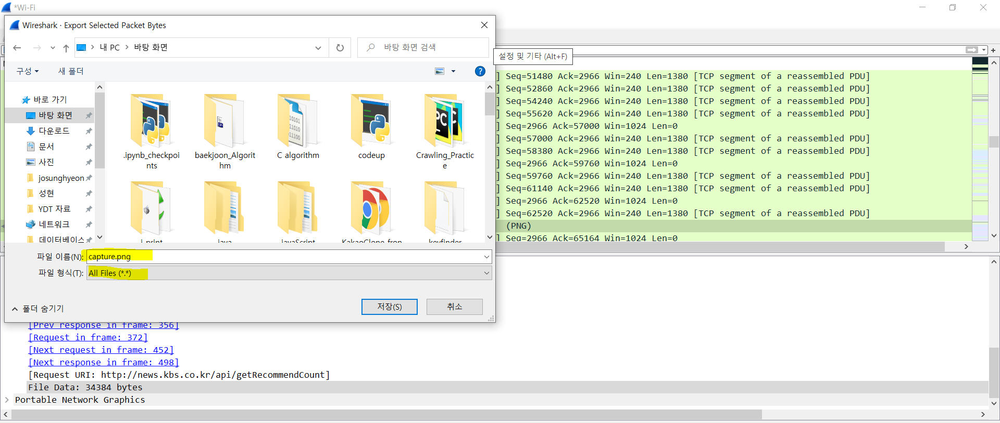 *Wi-Fi
Wireshark · Export Selected Packet Bytes
내 PC
바탕 화면
바탕 화면 검색
설정 및 기타 (Alt+F)
구성
새 폴더
바로 가기
바탕 화면
다운로드
문서
사진
josunghyeon
성현
YDT 자료
네트워크
데이터베이스
.ipynb_checkpoi
nts
baekjoon_Algorit
hm
C algorithm
codeup
Crawling_Practic
e
i-print
java
javaScript
KakaoClone_fron
keyfinder
파일 이름(N):
capture.png
파일 형식(T):
All Files (*.*)
폴더 숨기기
저장(S)
취소
] Seq=51480 Ack=2966 Win=240 Len=1380 [TCP segment of a reassembled PDU]
] Seq=52860 Ack=2966 Win=240 Len=1380 [TCP segment of a reassembled PDU]
] Seq=54240 Ack=2966 Win=240 Len=1380 [TCP segment of a reassembled PDU]
] Seq=55620 Ack=2966 Win=240 Len=1380 [TCP segment of a reassembled PDU]
] Seq=2966 Ack=57000 Win=1024 Len=0
] Seq=57000 Ack=2966 Win=240 Len=1380 [TCP segment of a reassembled PDU]
] Seq=58380 Ack=2966 Win=240 Len=1380 [TCP segment of a reassembled PDU]
] Seq=2966 Ack=59760 Win=1024 Len=0
] Seq=59760 Ack=2966 Win=240 Len=1380 [TCP segment of a reassembled PDU]
] Seq=61140 Ack=2966 Win=240 Len=1380 [TCP segment of a reassembled PDU]
] Seq=2966 Ack=62520 Win=1024 Len=0
] Seq=62520 Ack=2966 Win=240 Len=1380 [TCP segment of a reassembled PDU]
(PNG)
] Seq=2966 Ack=65164 Win=1024 Len=0
[Prev response in frame: 356]
[Request in frame: 372]
[Next request in frame: 452]
[Next response in frame: 498]
[Request URI: http://news.kbs.co.kr/api/getRecommendCount]
File Data: 34384 bytes
Portable Network Graphics